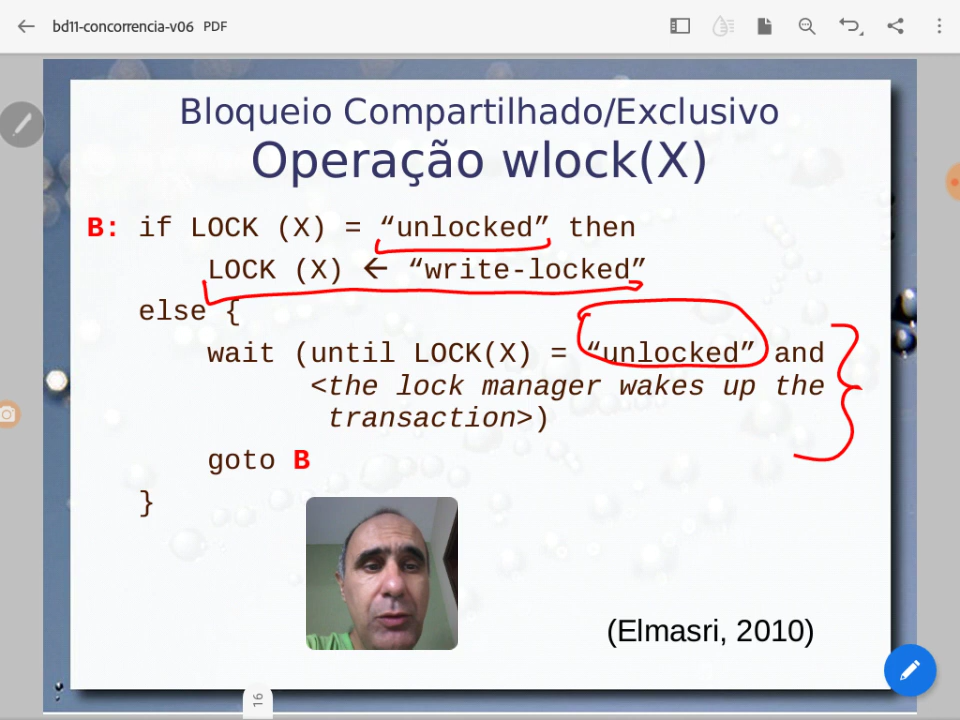 bd11-concorrencia-v06 PDF
Bloqueio Compartilhado/Exclusivo
Operação wlock(X)
B: if LOCK (X) = “unlocked” then
LOCK (X) ← “write-locked”
else {
wait (until LOCK(X) = “unlocked” and
<the lock manager wakes up the
transaction>)
goto B
}
(Elmasri, 2010)
16